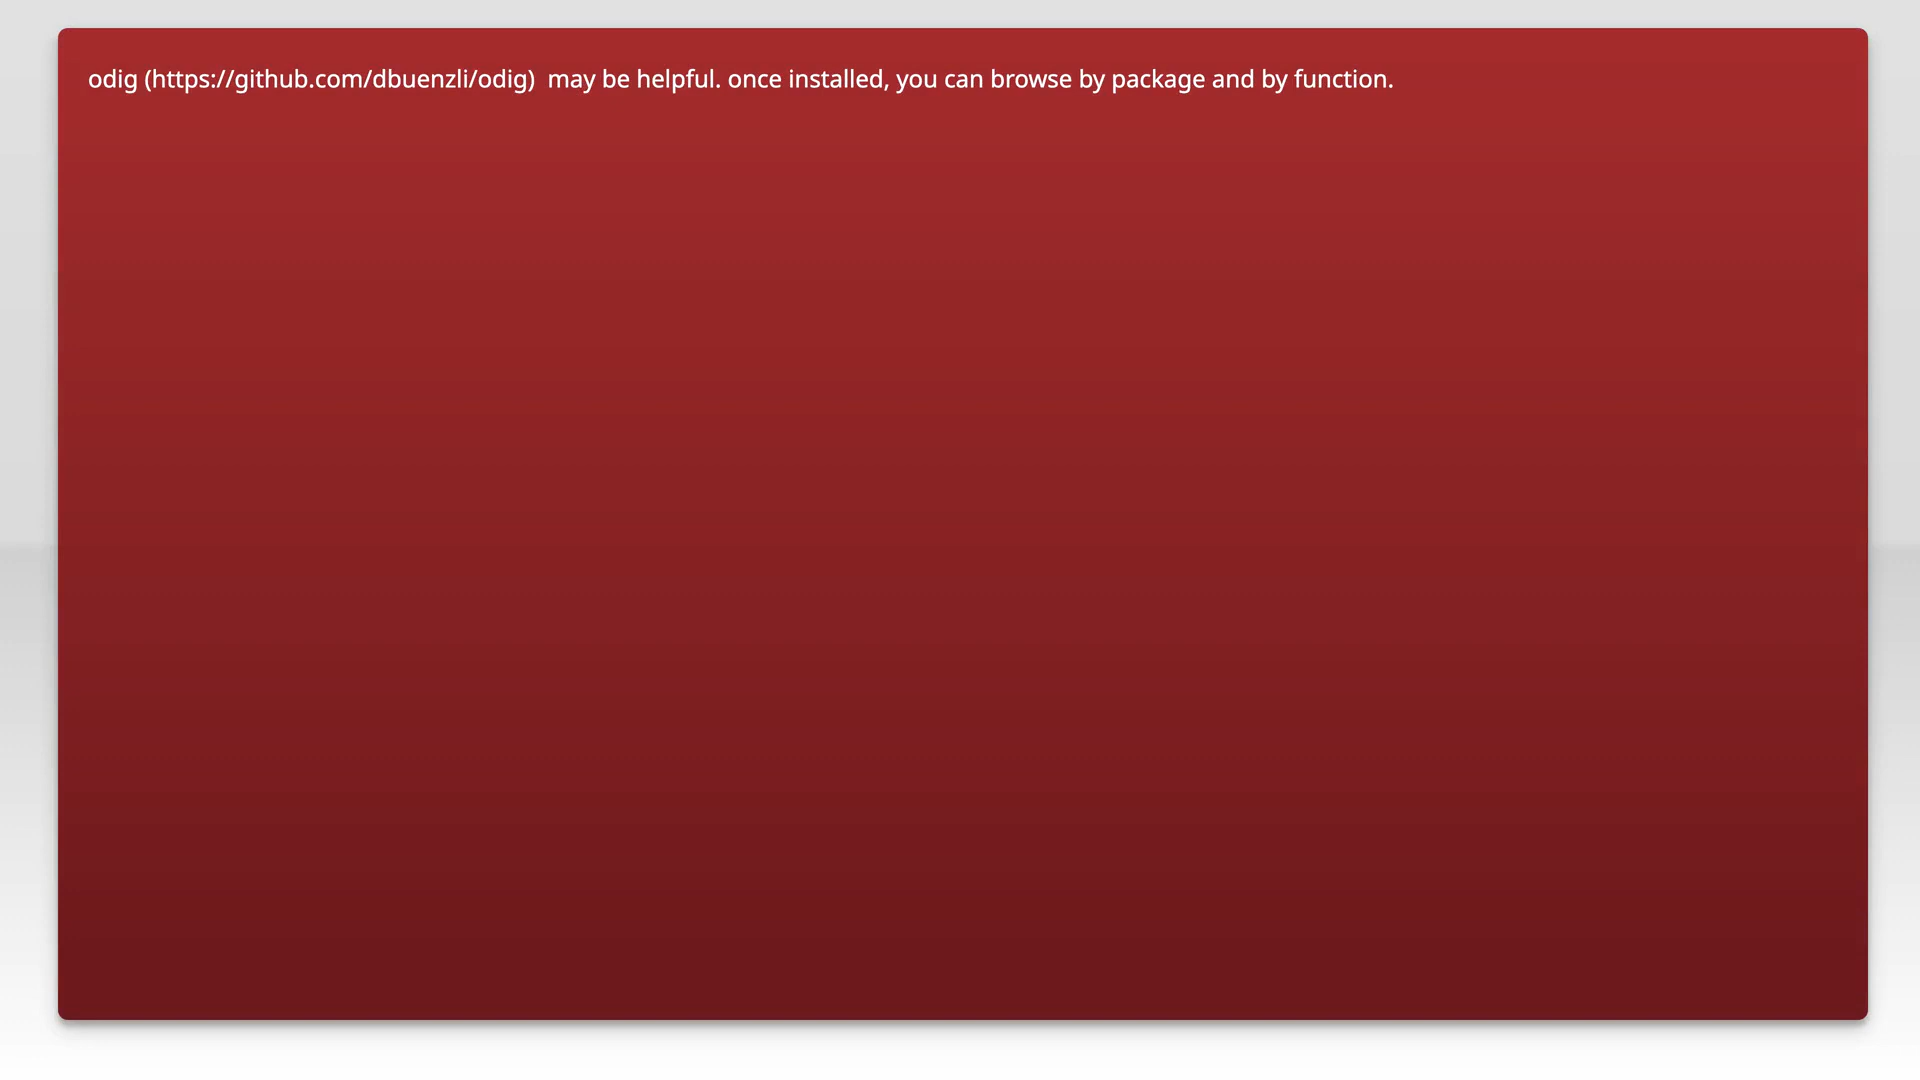 odig (https://github.com/dbuenzli/odig)  may be helpful. once installed, you can browse by package and by function.